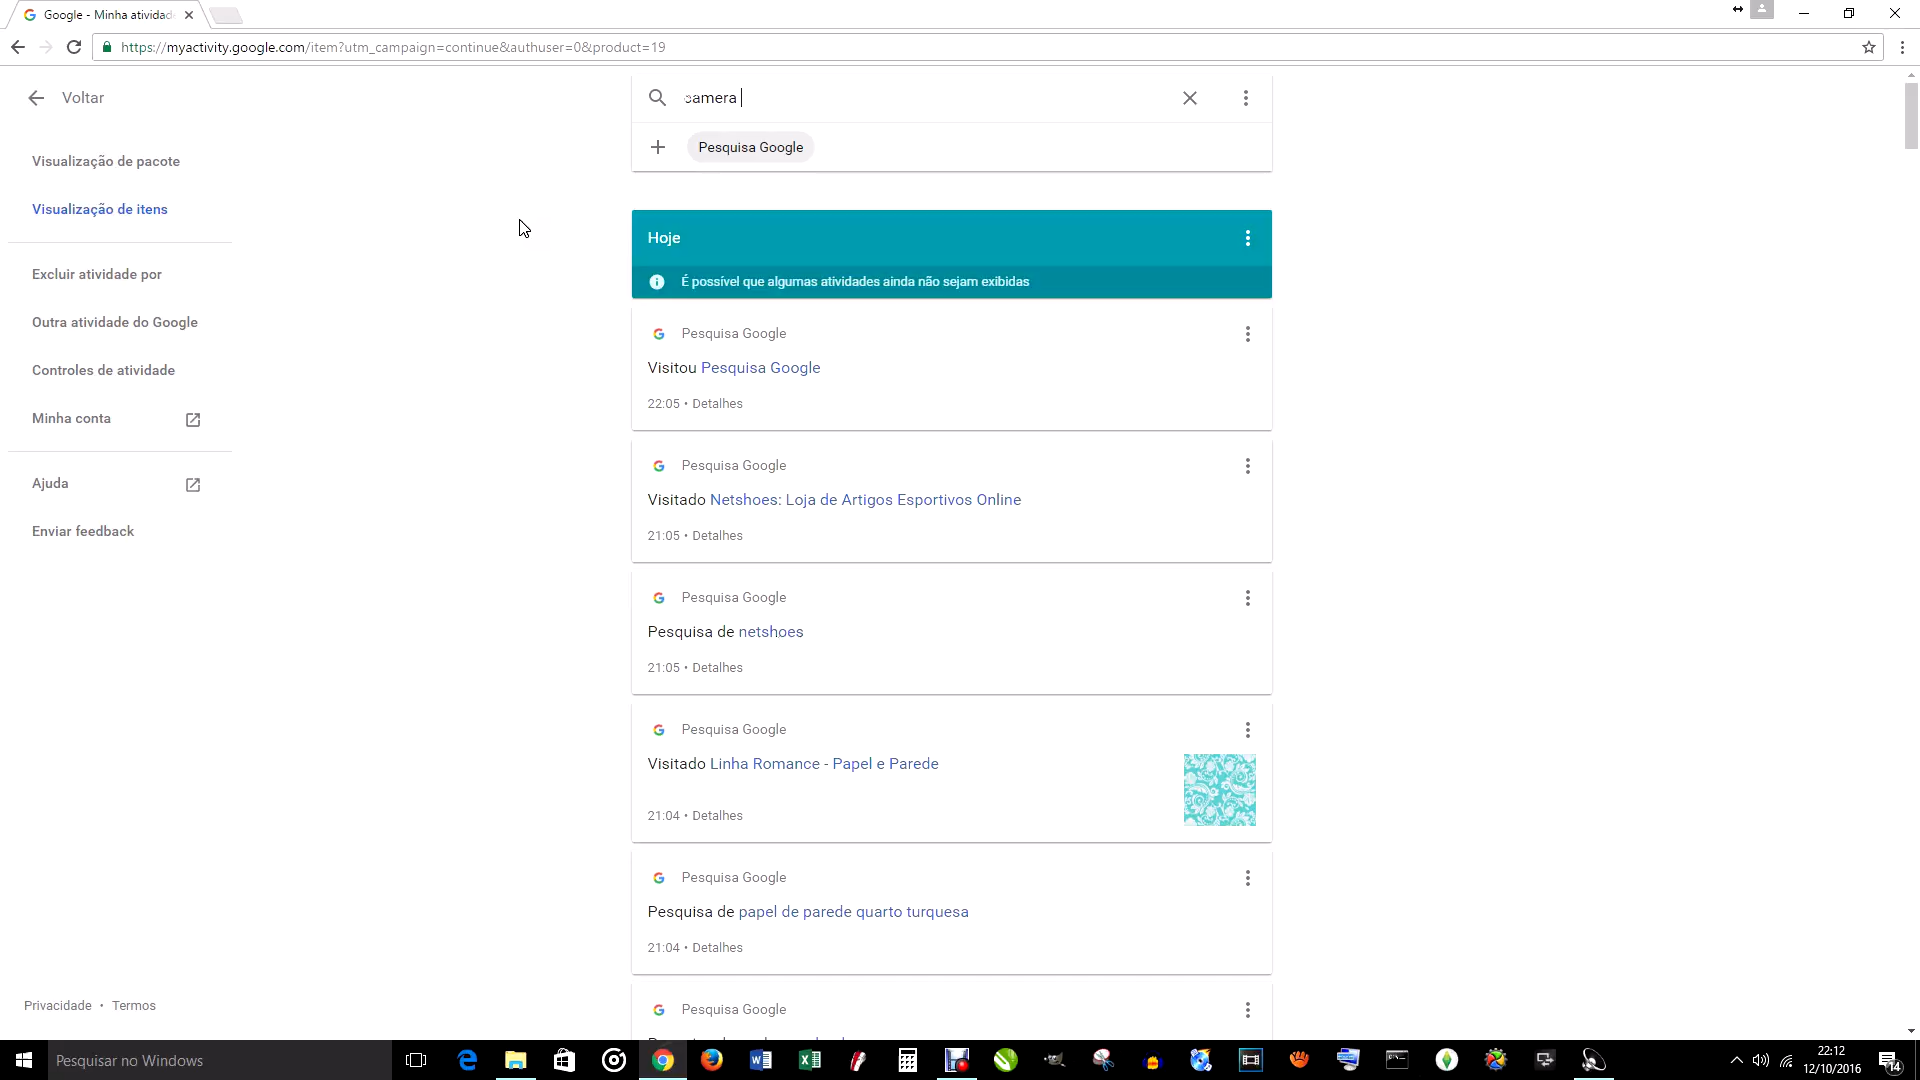 Google - Minha atividad
https://myactivity.google.com/item?utm_campaign=continue&authuser=0&product=19
Voltar
Visualização de pacote
Visualização de itens
Excluir atividade por
Outra atividade do Google
Controles de atividade
Minha conta
Ajuda
Enviar feedback
Privacidade • Termos
camera
Pesquisa Google
Hoje
É possível que algumas atividades ainda não sejam exibidas
Pesquisa Google
Visitou Pesquisa Google
22:05 • Detalhes
Pesquisa Google
Visitado Netshoes: Loja de Artigos Esportivos Online
21:05 • Detalhes
Pesquisa Google
Pesquisa de netshoes
21:05 • Detalhes
Pesquisa Google
Visitado Linha Romance - Papel e Parede
21:04 • Detalhes
Pesquisa Google
Pesquisa de papel de parede quarto turquesa
21:04 • Detalhes
Pesquisa Google
Pesquisar no Windows
22:12
12/10/2016
14